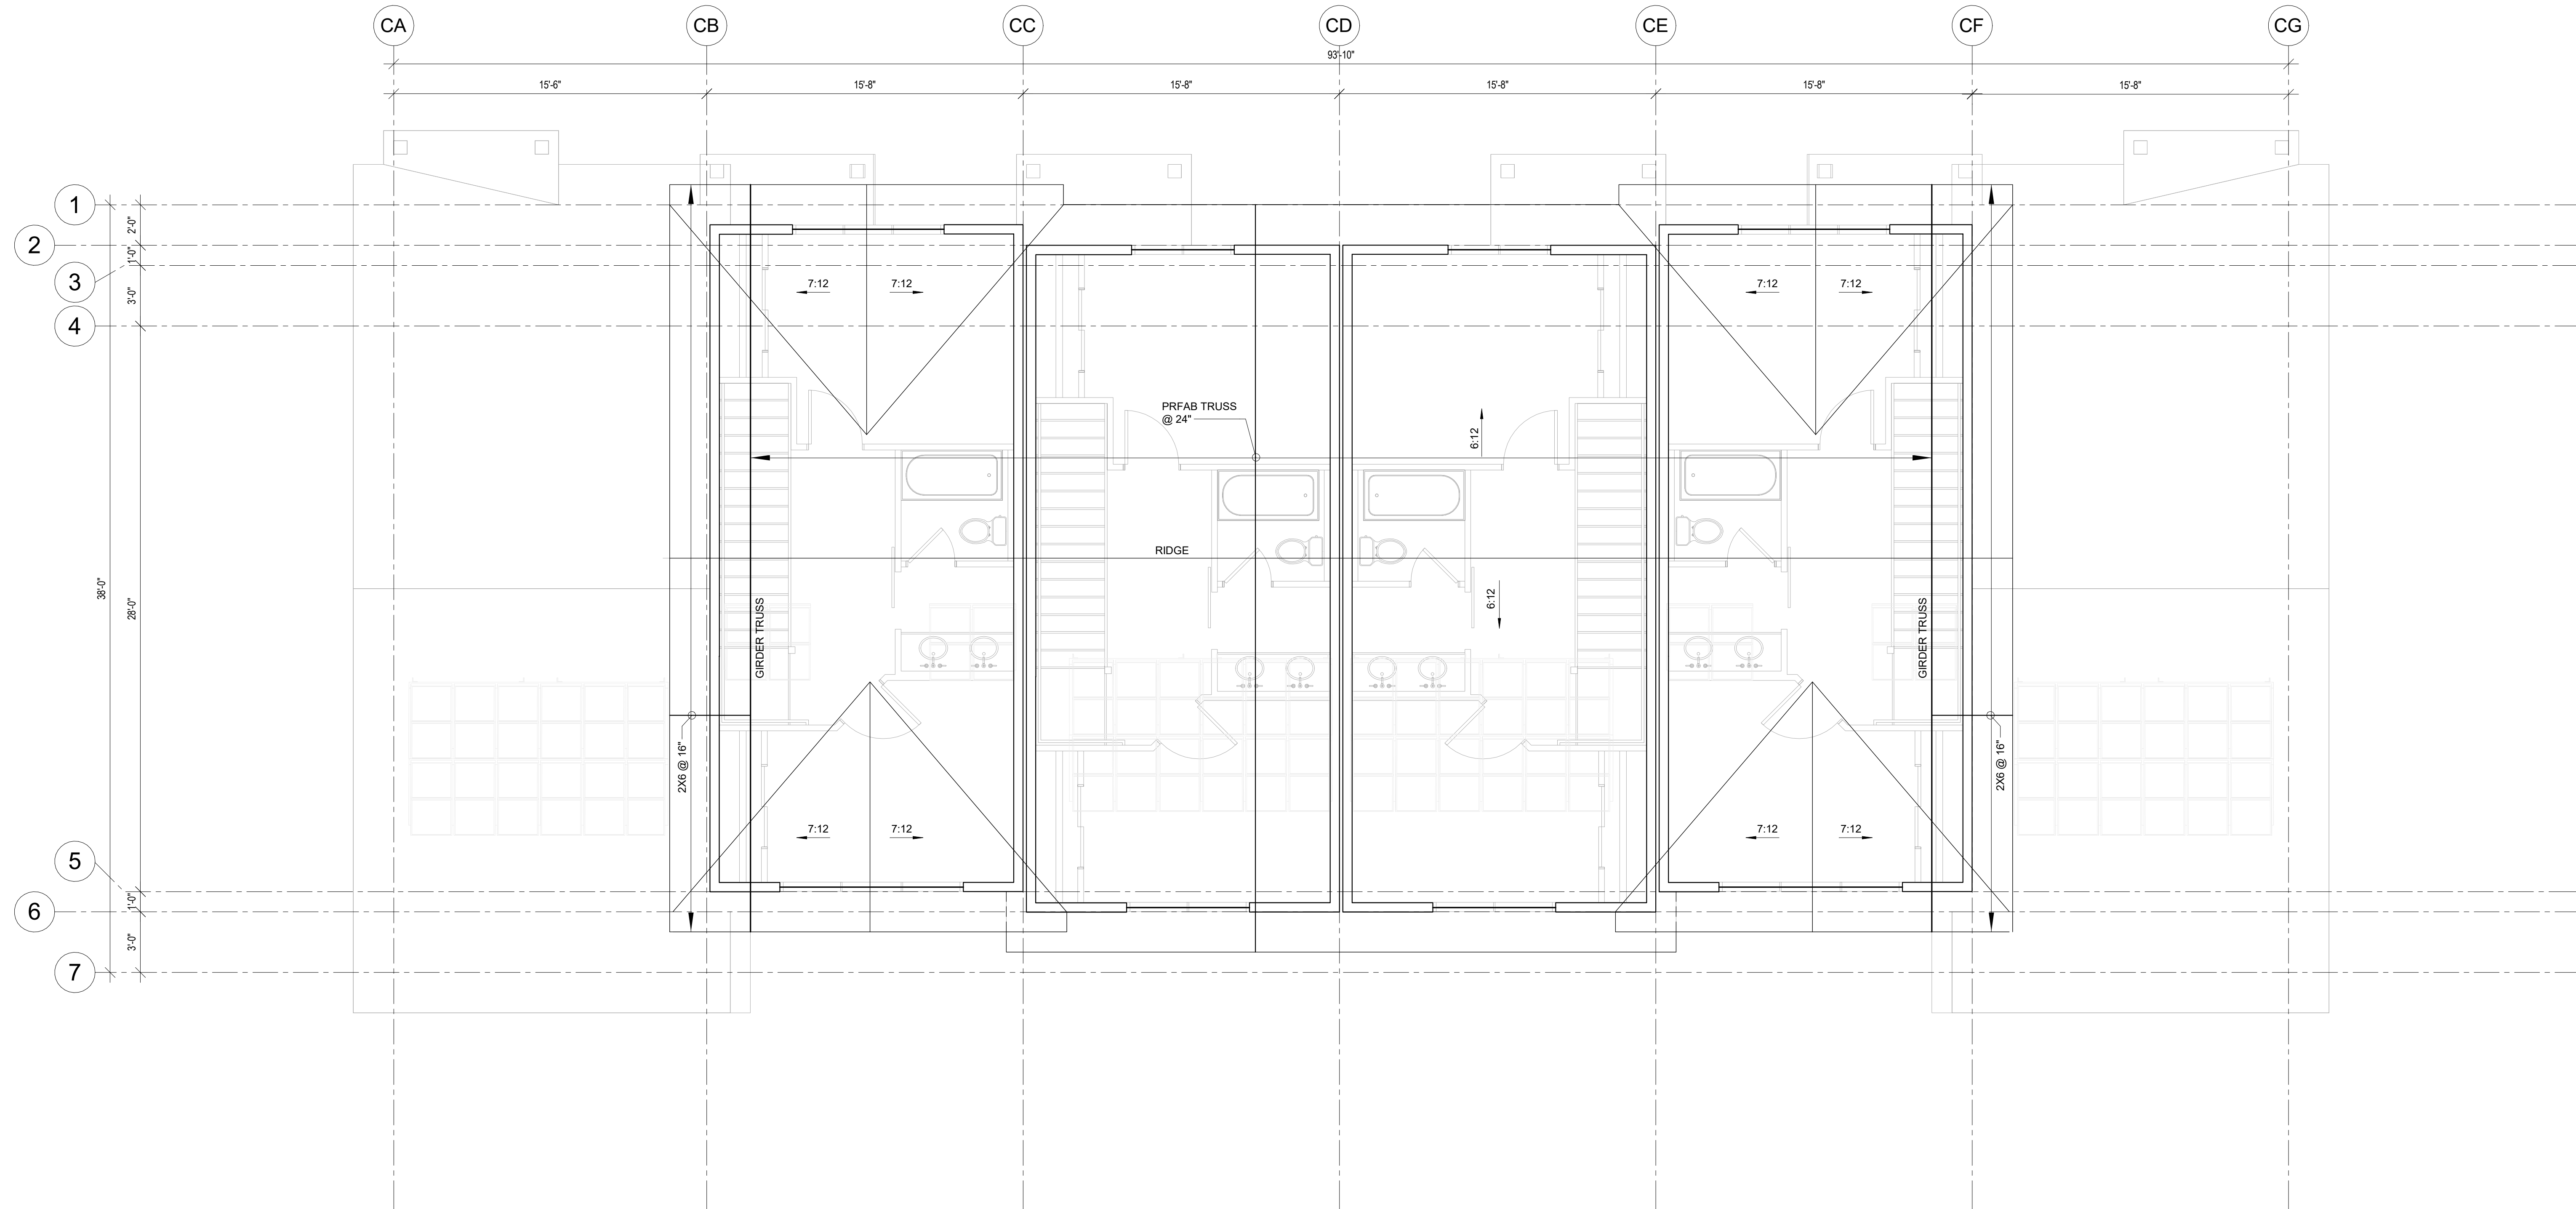 CA CB CC CD CE CF CG
93'-10"
15'-6" 15'-8" 15'-8" 15'-8" 15'-8" 15'-8"
1
2'-0"
2
1'-0"
3
7:12 7:12 7:12 7:12
3'-0"
4
PRFAB TRUSS
@ 24"
6:12
RIDGE
38'-0"
28'-0"
6:12
GIRDER TRUSS
GIRDER TRUSS
2X6 @ 16"
2X6 @ 16"
7:12 7:12 7:12 7:12
5
1'-0"
6
3'-0"
7